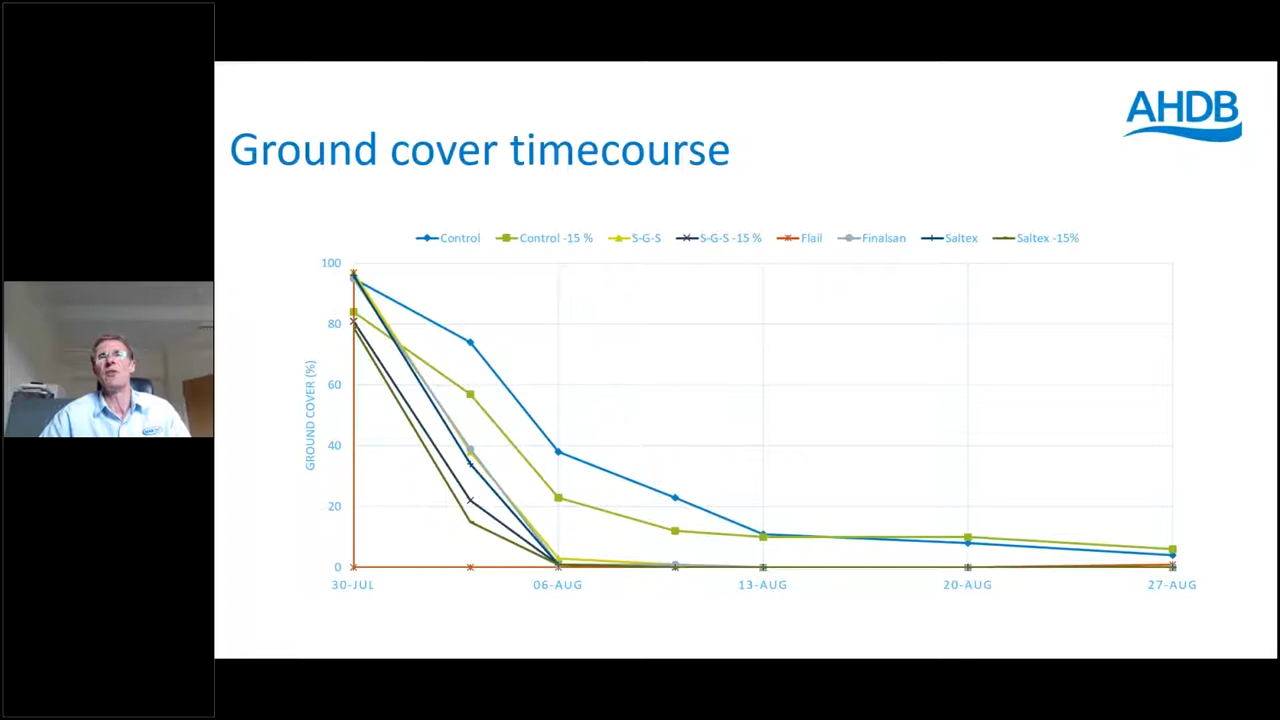 AHDB
Ground cover timecourse
Control Control -15 % S-G-S S-G-S -15 % Flail Finalsan Saltex Saltex -15%
100
80
60
40
20
0
GROUND COVER (%)
30-JUL 06-AUG 13-AUG 20-AUG 27-AUG